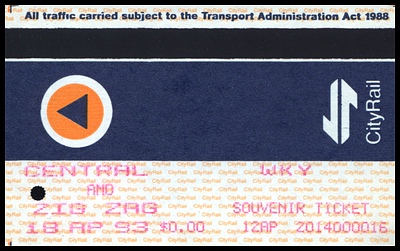 All traffic carried subject to the Transport Administration Act 1988
CityRail
CENTRAL WKY
AND
ZIG ZAG SOUVENIR TICKET
18 AP 93 $0.00 12AP 2014000016